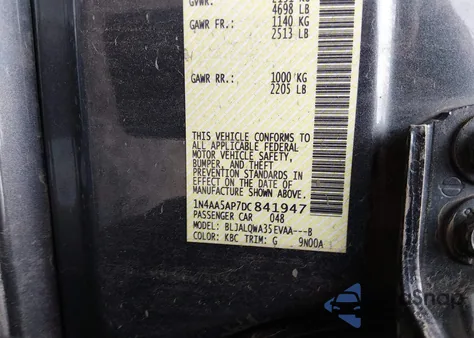 GVWR:
4698 LB
GAWR FR: 1140 KG
2513 LB
GAWR RR: 1000 KG
2205 LB
THIS VEHICLE CONFORMS TO
ALL APPLICABLE FEDERAL
MOTOR VEHICLE SAFETY,
BUMPER, AND THEFT
PREVENTION STANDARDS IN
EFFECT ON THE DATE OF
MANUFACTURE SHOWN ABOVE.
1N4AA5AP7DC841947
PASSENGER CAR 048
MODEL: BLJALQWA35EVAA---B
COLOR: KBC TRIM: G 9N00A